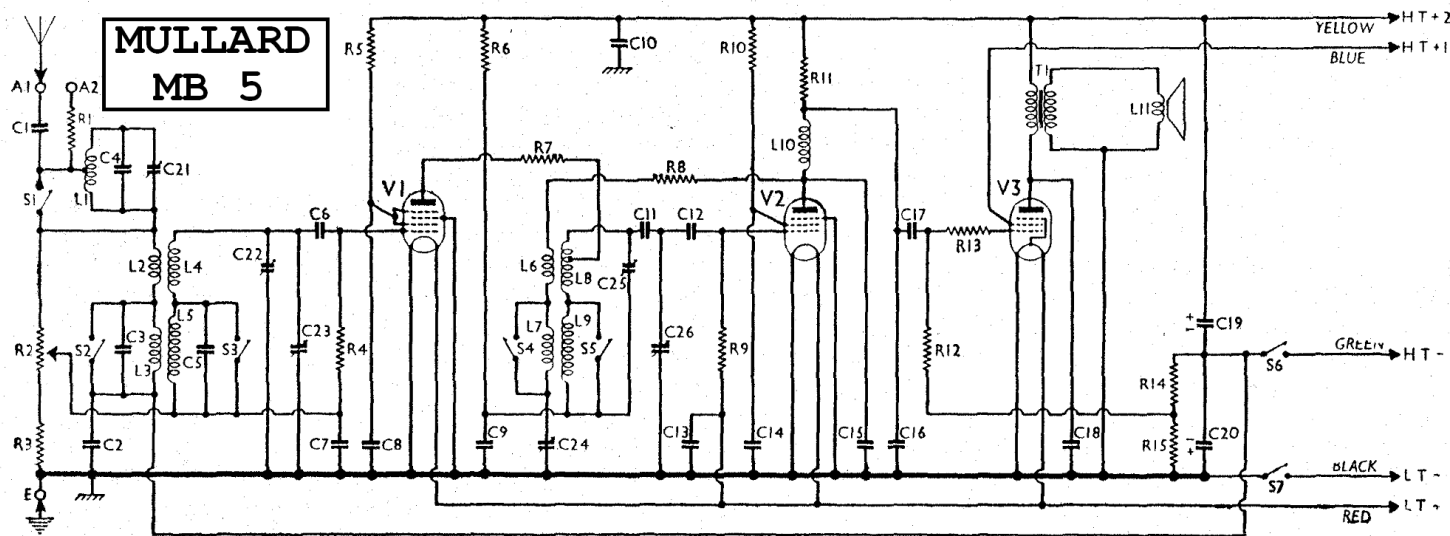 MULLARD
MB 5
R5
R6
C10
R10
R11
HT+2
YELLOW
HT+1
BLUE
A1
A2
C1
R1
C4
C21
L1
S1
T1
L11
L10
R7
R8
V1
V2
V3
C6
C11
C12
C17
R13
L2
L4
C22
L6
L8
C25
L5
L7
L9
C19
R2
S2
C3
L3
C5
S3
C23
R4
S4
S5
C26
R9
R12
GREEN
HT-
S6
R14
R3
C2
C7
C8
C9
C24
C13
C14
C15
C16
C18
R15
C20
E
BLACK
LT-
S7
RED
LT+